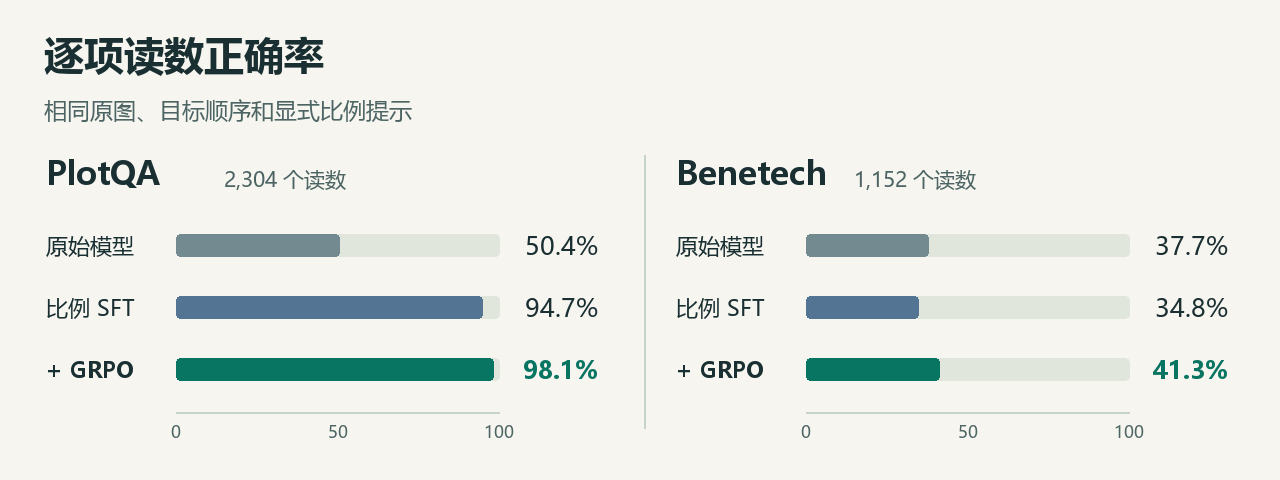 逐项读数正确率
相同原图、目标顺序和显式比例提示
PlotQA 2,304 个读数
原始模型 50.4%
比例 SFT 94.7%
+ GRPO 98.1%
0 50 100
Benetech 1,152 个读数
原始模型 37.7%
比例 SFT 34.8%
+ GRPO 41.3%
0 50 100